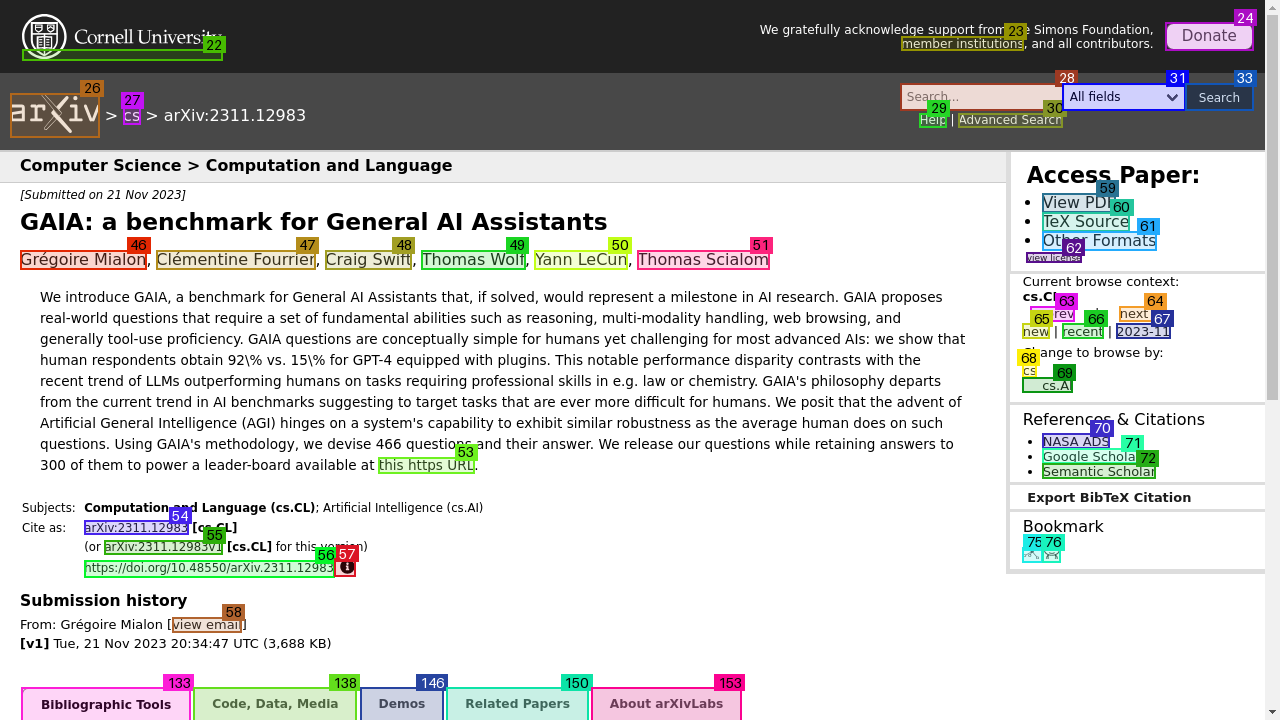 Cornell University
22
We gratefully acknowledge support from the Simons Foundation,
23
member institutions, and all contributors.
24
Donate
26
arXiv
27
> cs > arXiv:2311.12983
28
Search...
31
All fields
33
Search
29
Help | Advanced Search
30
Computer Science > Computation and Language
[Submitted on 21 Nov 2023]
GAIA: a benchmark for General AI Assistants
46 47 48 49 50 51
Grégoire Mialon, Clémentine Fourrier, Craig Swift, Thomas Wolf, Yann LeCun, Thomas Scialom
We introduce GAIA, a benchmark for General AI Assistants that, if solved, would represent a milestone in AI research. GAIA proposes
real-world questions that require a set of fundamental abilities such as reasoning, multi-modality handling, web browsing, and
generally tool-use proficiency. GAIA questions are conceptually simple for humans yet challenging for most advanced AIs: we show that
human respondents obtain 92\% vs. 15\% for GPT-4 equipped with plugins. This notable performance disparity contrasts with the
recent trend of LLMs outperforming humans on tasks requiring professional skills in e.g. law or chemistry. GAIA's philosophy departs
from the current trend in AI benchmarks suggesting to target tasks that are ever more difficult for humans. We posit that the advent of
Artificial General Intelligence (AGI) hinges on a system's capability to exhibit similar robustness as the average human does on such
questions. Using GAIA's methodology, we devise 466 questions and their answer. We release our questions while retaining answers to
300 of them to power a leader-board available at this https URL.
53
Subjects: Computation and Language (cs.CL); Artificial Intelligence (cs.AI)
54
Cite as: arXiv:2311.12983 [cs.CL]
55
(or arXiv:2311.12983v1 [cs.CL] for this version)
56 57
https://doi.org/10.48550/arXiv.2311.12983
Submission history
58
From: Grégoire Mialon [view email]
[v1] Tue, 21 Nov 2023 20:34:47 UTC (3,688 KB)
133 138 146 150 153
Bibliographic Tools
Code, Data, Media
Demos
Related Papers
About arXivLabs
Access Paper:
59
View PDF
60
TeX Source
61
Other Formats
62
view license
Current browse context:
cs.CL
63 64
prev next
65 66 67
new | recent | 2023-11
Change to browse by:
68
cs
69
cs.AI
References & Citations
70
NASA ADS
71
Google Scholar
72
Semantic Scholar
Export BibTeX Citation
Bookmark
75 76